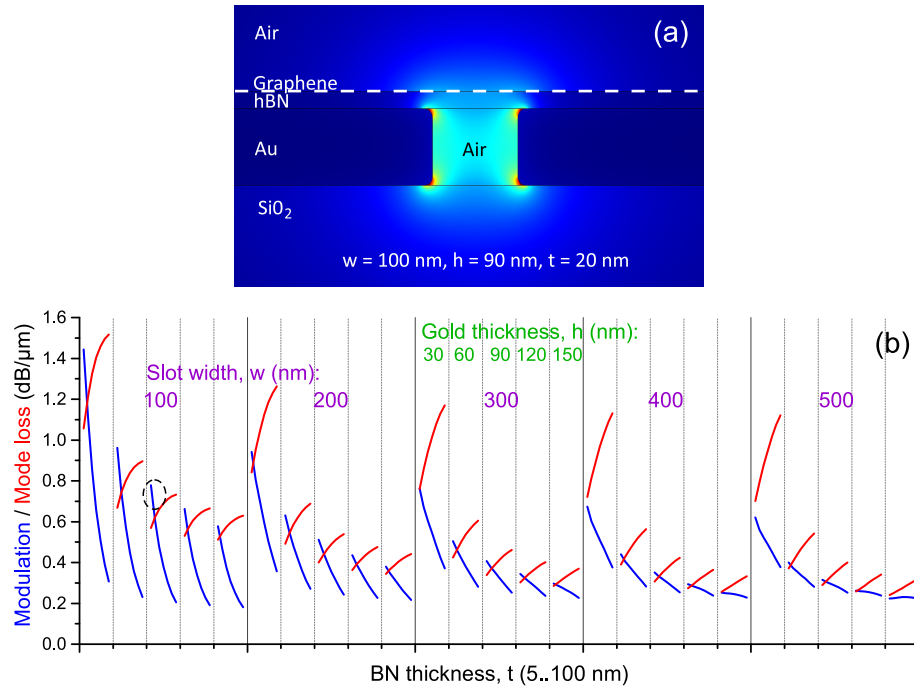 Air
(a)
Graphene
hBN
Au
Air
SiO₂
w = 100 nm, h = 90 nm, t = 20 nm
(b)
Gold thickness, h (nm):
30 60 90 120 150
Slot width, w (nm):
100 200 300 400 500
Modulation / Mode loss (dB/μm)
1.6
1.4
1.2
1.0
0.8
0.6
0.4
0.2
0.0
BN thickness, t (5..100 nm)